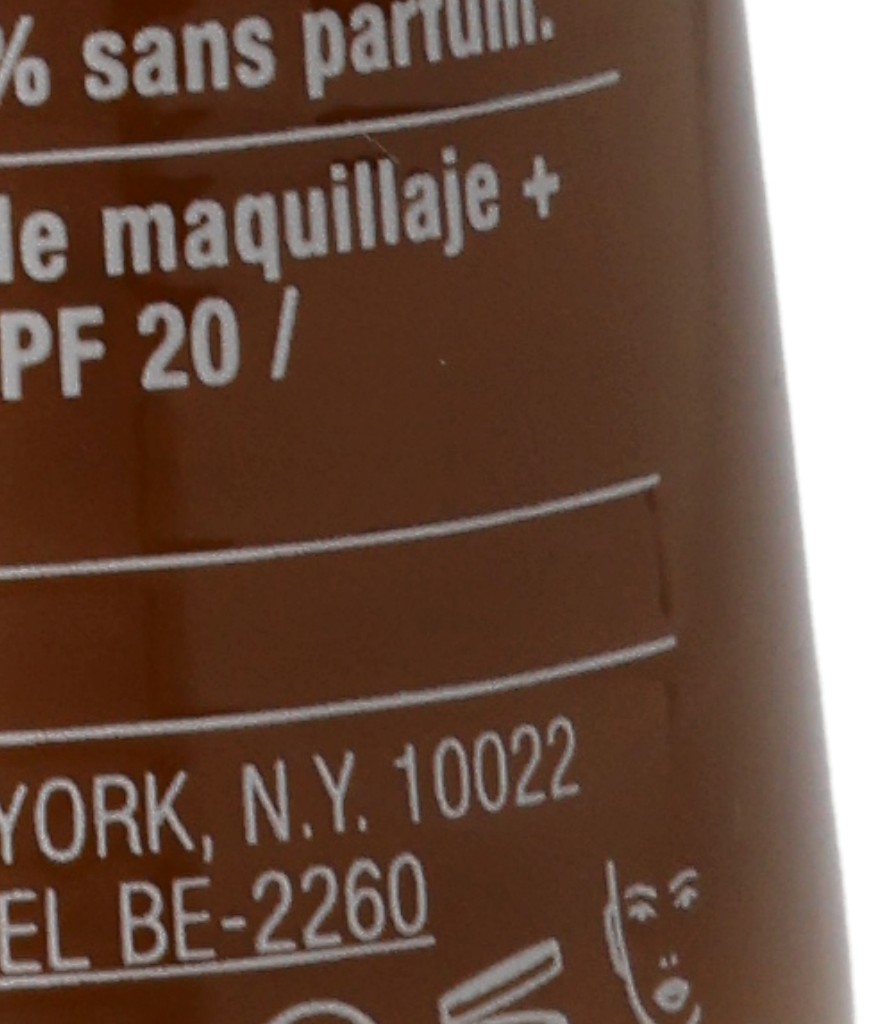 % sans parfum.
le maquillaje +
PF 20 /
YORK, N.Y. 10022
EL BE-2260